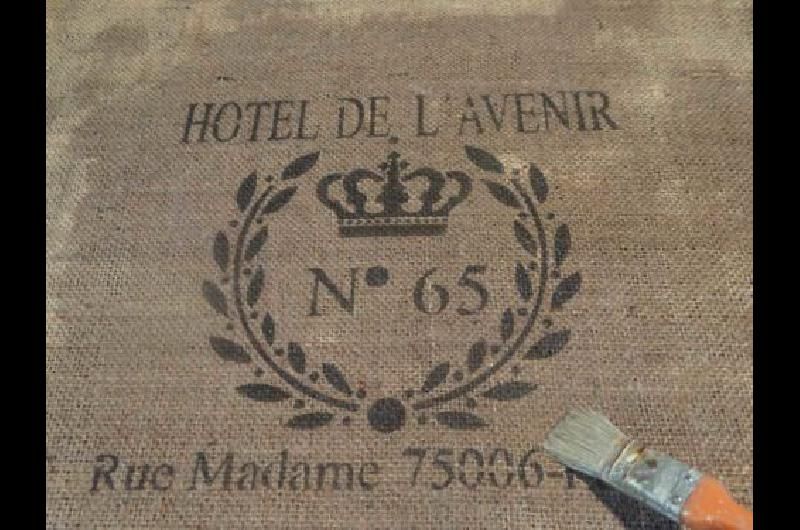 HOTEL DE L'AVENIR
N° 65
Rue Madame 75006-